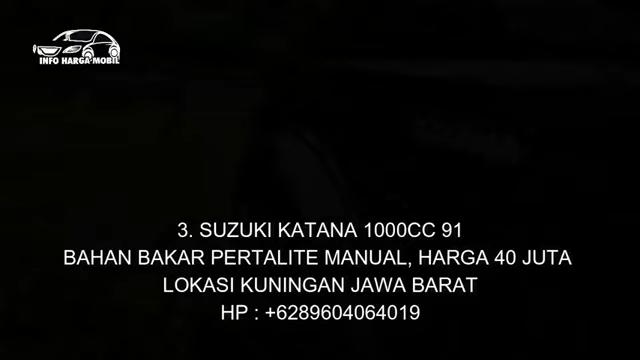 INFO HARGA MOBIL
3. SUZUKI KATANA 1000CC 91
BAHAN BAKAR PERTALITE MANUAL, HARGA 40 JUTA
LOKASI KUNINGAN JAWA BARAT
HP : +6289604064019